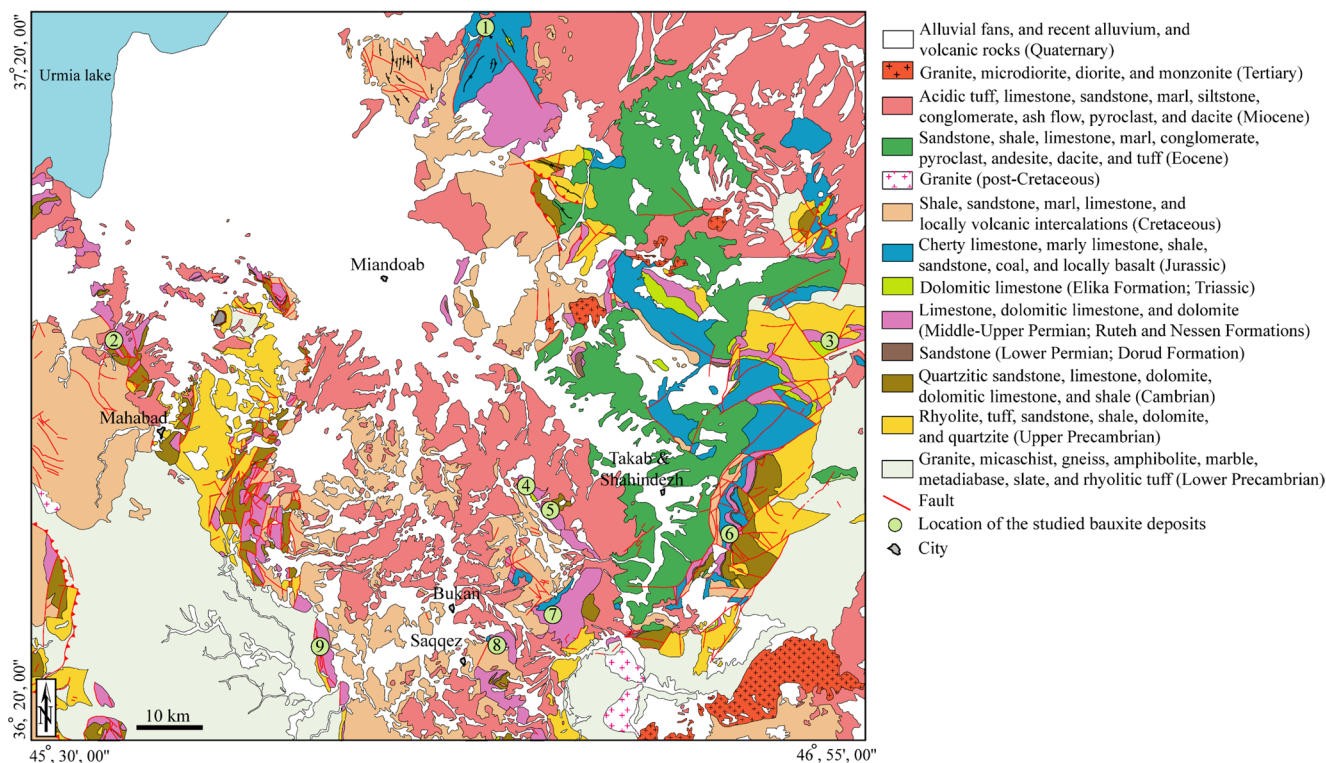 37°, 20', 00"
Urmia lake
1
Miandoab
2
3
Mahabad
Takab &
Shahindezh
4
5
6
Bukan
7
Saqqez
8
9
N
10 km
36°, 20', 00"
45°, 30', 00"
46°, 55', 00"
Alluvial fans, and recent alluvium, and
volcanic rocks (Quaternary)
Granite, microdiorite, diorite, and monzonite (Tertiary)
Acidic tuff, limestone, sandstone, marl, siltstone,
conglomerate, ash flow, pyroclast, and dacite (Miocene)
Sandstone, shale, limestone, marl, conglomerate,
pyroclast, andesite, dacite, and tuff (Eocene)
Granite (post-Cretaceous)
Shale, sandstone, marl, limestone, and
locally volcanic intercalations (Cretaceous)
Cherty limestone, marly limestone, shale,
sandstone, coal, and locally basalt (Jurassic)
Dolomitic limestone (Elika Formation; Triassic)
Limestone, dolomitic limestone, and dolomite
(Middle-Upper Permian; Ruteh and Nessen Formations)
Sandstone (Lower Permian; Dorud Formation)
Quartzitic sandstone, limestone, dolomite,
dolomitic limestone, and shale (Cambrian)
Rhyolite, tuff, sandstone, shale, dolomite,
and quartzite (Upper Precambrian)
Granite, micaschist, gneiss, amphibolite, marble,
metadiabase, slate, and rhyolitic tuff (Lower Precambrian)
Fault
Location of the studied bauxite deposits
City